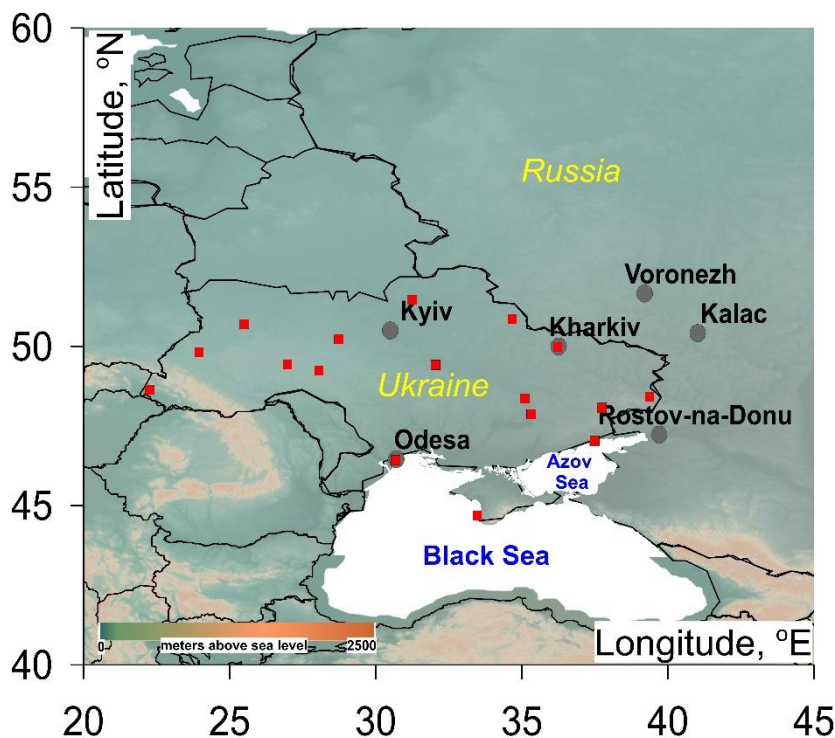 60
Latitude, °N
Russia
55
Voronezh
Kyiv
Kalac
Kharkiv
50
Ukraine
Rostov-na-Donu
Odesa
Azov
Sea
45
Black Sea
0
meters above sea level
2500
Longitude, °E
40
20
25
30
35
40
45